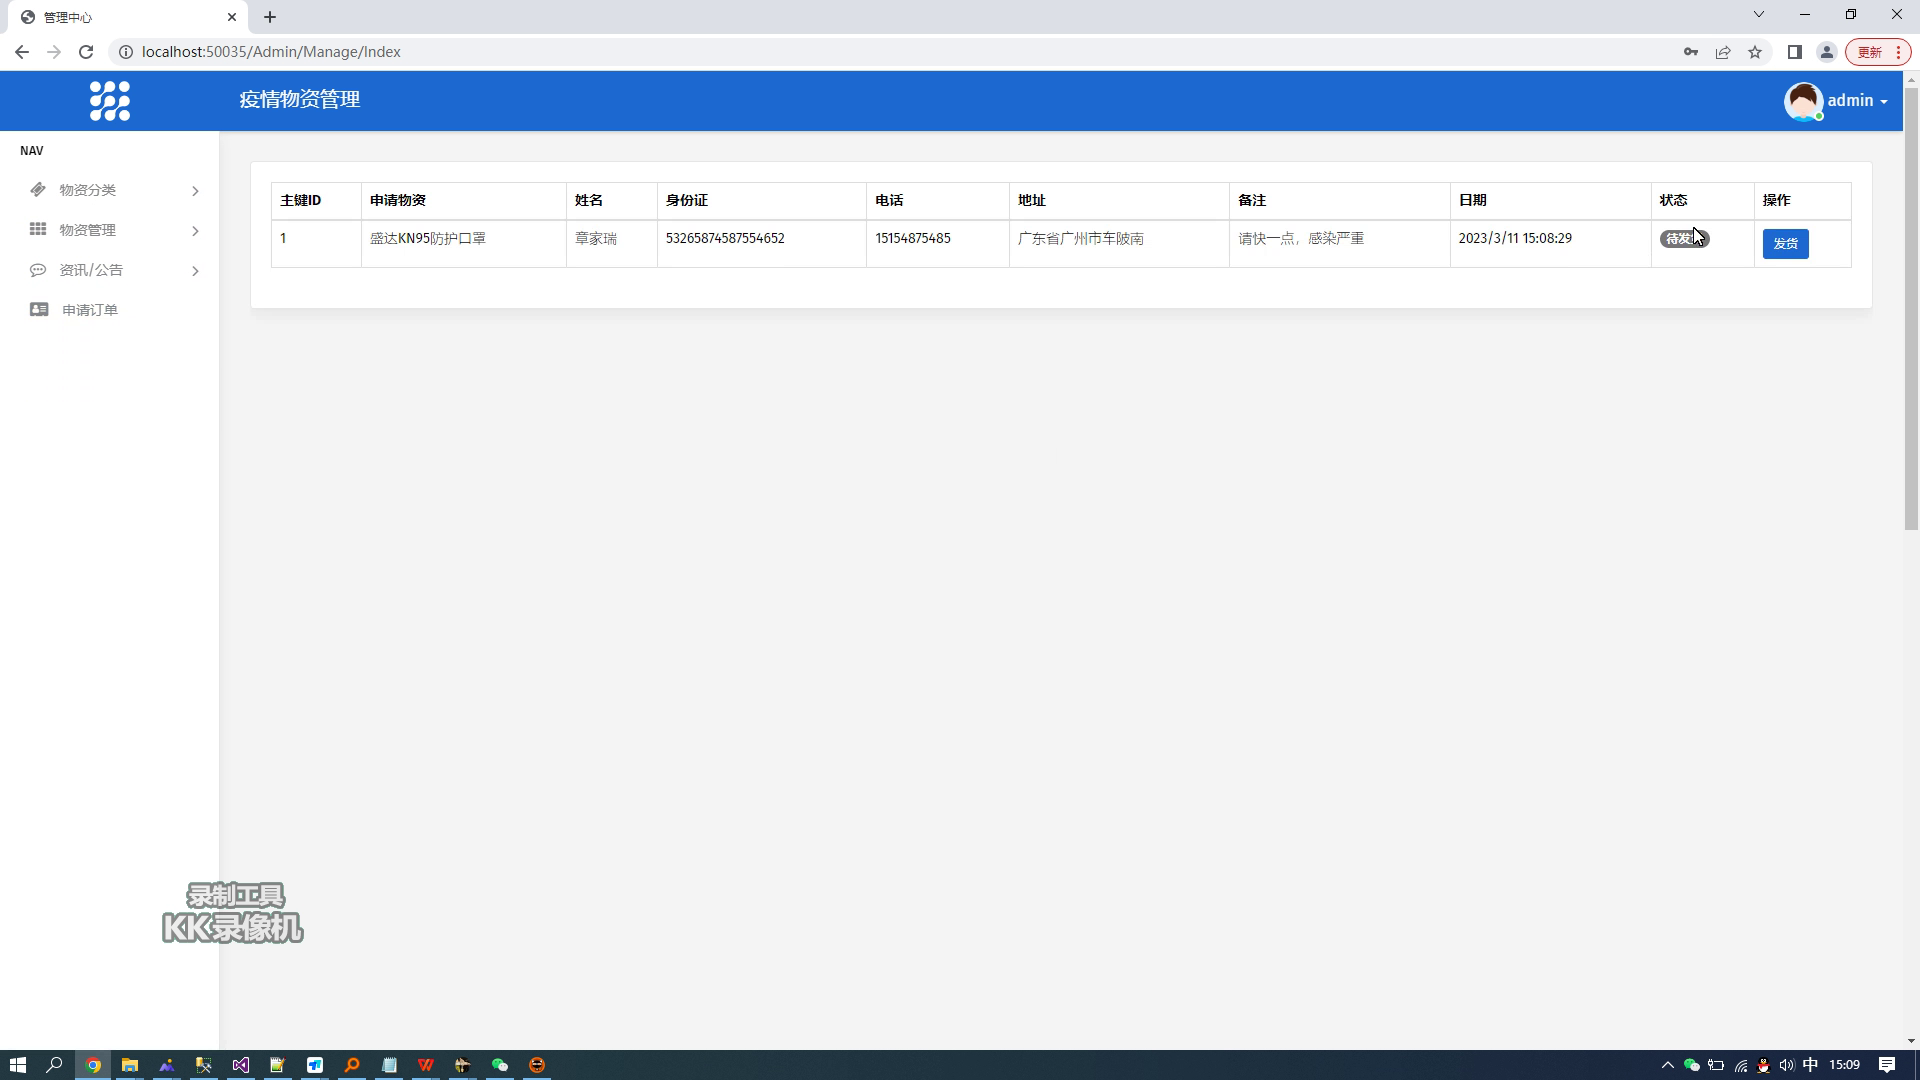 管理中心
localhost:50035/Admin/Manage/Index
更新
疫情物资管理
admin
NAV
物资分类
物资管理
资讯/公告
申请订单
主键ID 申请物资 姓名 身份证 电话 地址 备注 日期 状态 操作
1 盛达KN95防护口罩 章家瑞 53265874587554652 15154875485 广东省广州市车陂南 请快一点，感染严重 2023/3/11 15:08:29 待发 发货
录制工具
KK录像机
中 15:09